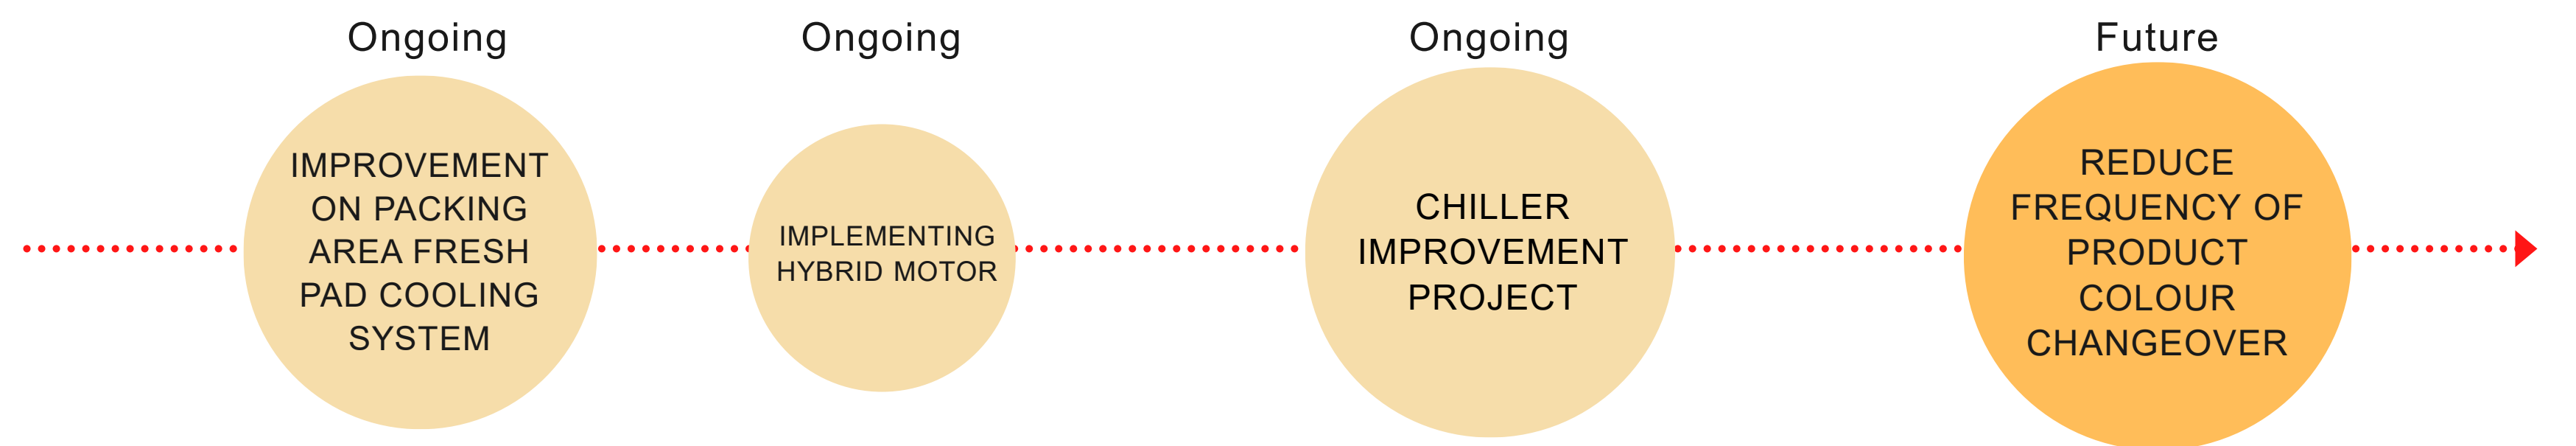 Ongoing
IMPROVEMENT
ON PACKING
AREA FRESH
PAD COOLING
SYSTEM
Ongoing
IMPLEMENTING
HYBRID MOTOR
Ongoing
CHILLER
IMPROVEMENT
PROJECT
Future
REDUCE
FREQUENCY OF
PRODUCT
COLOUR
CHANGEOVER